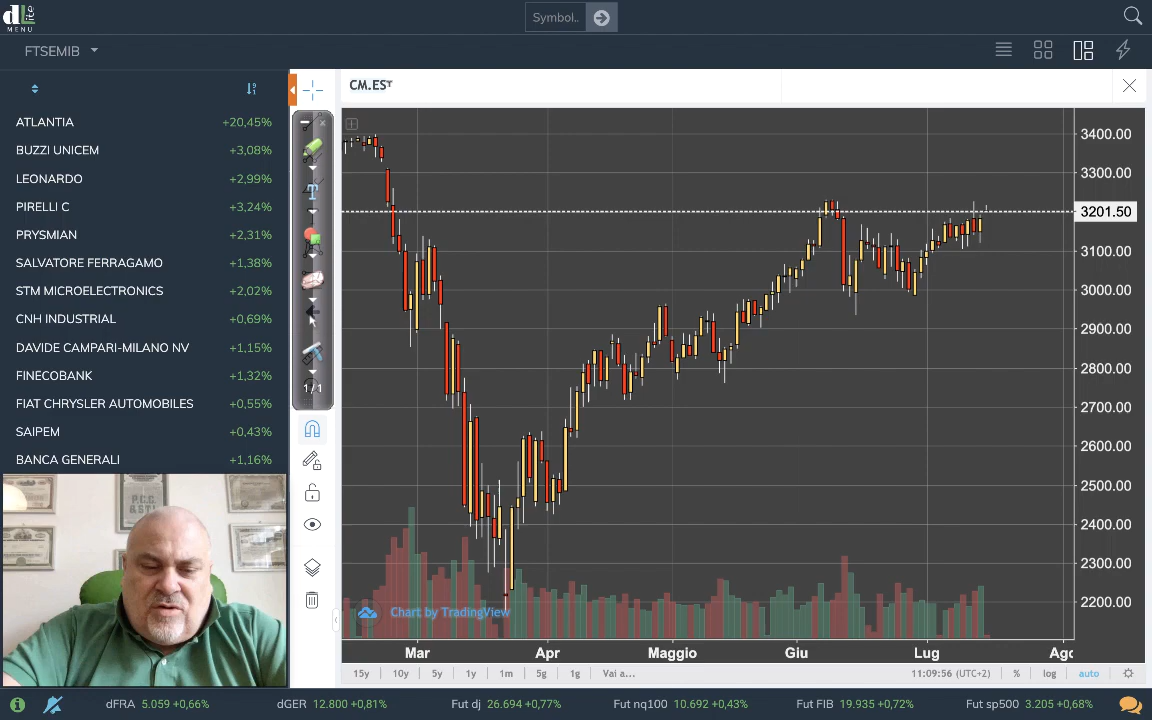 dLite
MENU
Symbol..
FTSEMIB
CM.EST
ATLANTIA +20,45%
BUZZI UNICEM +3,08%
LEONARDO +2,99%
PIRELLI C +3,24%
PRYSMIAN +2,31%
SALVATORE FERRAGAMO +1,38%
STM MICROELECTRONICS +2,02%
CNH INDUSTRIAL +0,69%
DAVIDE CAMPARI-MILANO NV +1,15%
FINECOBANK +1,32%
FIAT CHRYSLER AUTOMOBILES +0,55%
SAIPEM +0,43%
BANCA GENERALI +1,16%
1/1
3400.00
3300.00
3201.50
3100.00
3000.00
2900.00
2800.00
2700.00
2600.00
2500.00
2400.00
2300.00
2200.00
P.C.C.
& ST.L
Chart by TradingView
Mar Apr Maggio Giu Lug Ago
15y 10y 5y 1y 1m 5g 1g Vai a... 11:09:56 (UTC+2) % log auto
dFRA 5.059 +0,66% dGER 12.800 +0,81% Fut dj 26.694 +0,77% Fut nq100 10.692 +0,43% Fut FIB 19.935 +0,72% Fut sp500 3.205 +0,68%